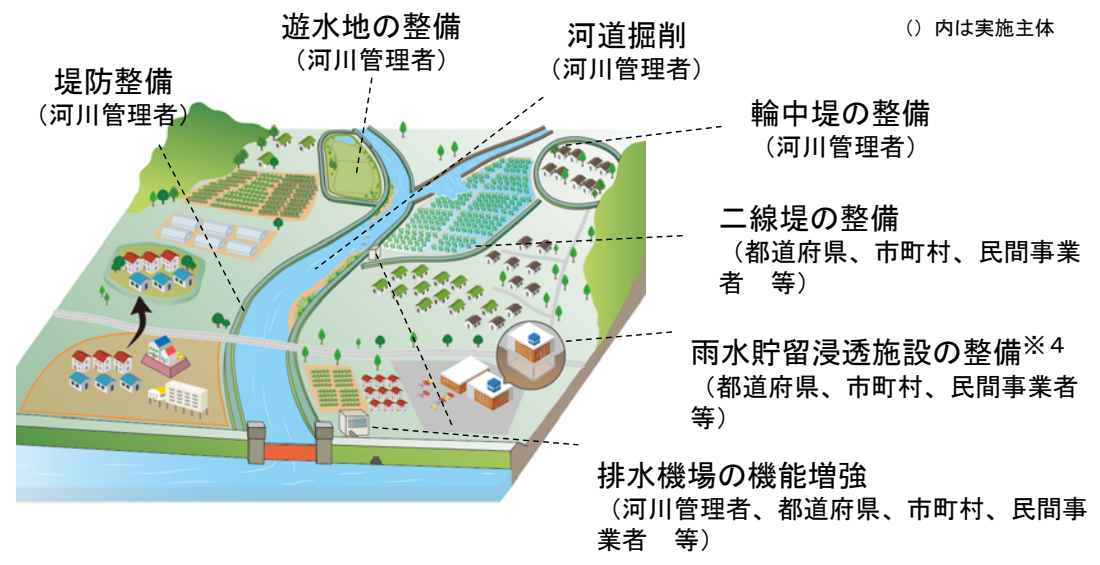 （）内は実施主体
遊水地の整備
（河川管理者）
河道掘削
（河川管理者）
堤防整備
（河川管理者）
輪中堤の整備
（河川管理者）
二線堤の整備
（都道府県、市町村、民間事業
者　等）
雨水貯留浸透施設の整備※４
（都道府県、市町村、民間事業者
等）
排水機場の機能増強
（河川管理者、都道府県、市町村、民間事
業者　等）